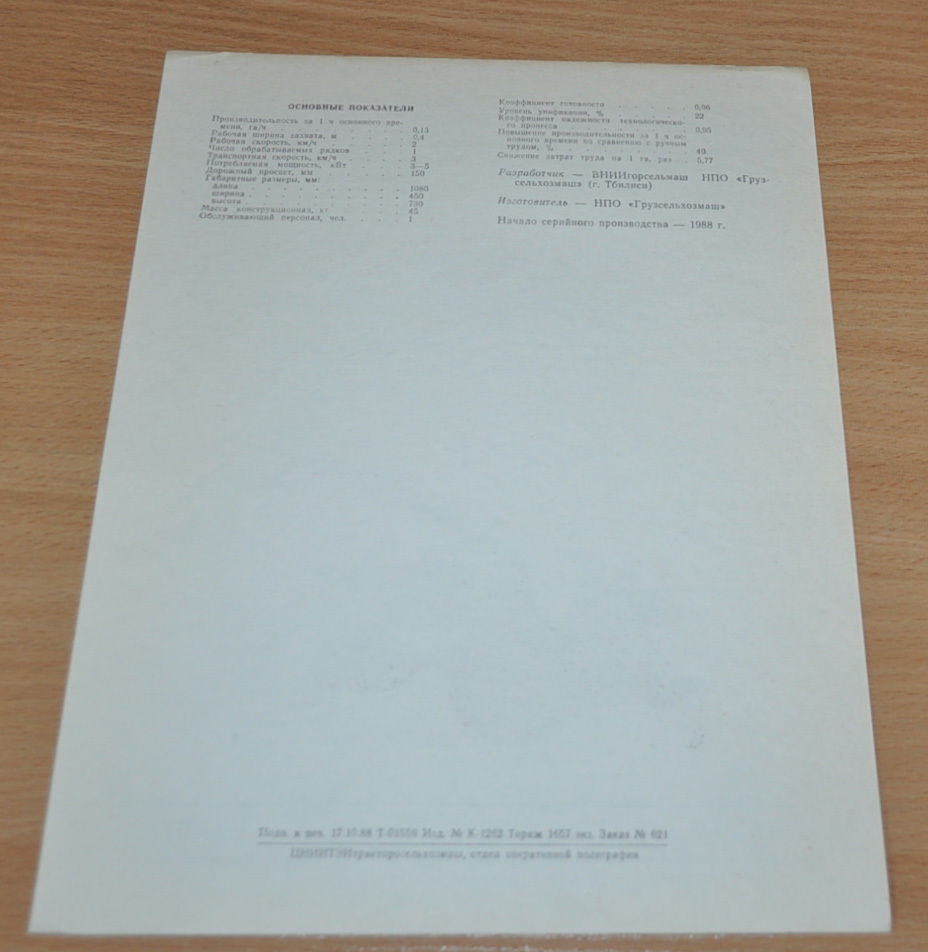 ОСНОВНЫЕ ПОКАЗАТЕЛИ
Производительность за 1 ч основного вре-
мени, га/ч . . . . 0,13
Рабочая ширина захвата, м . . . . 0,4
Рабочая скорость, км/ч . . . . 2
Число обрабатываемых рядков . . . . 1
Транспортная скорость, км/ч . . . . 3
Потребляемая мощность, кВт . . . 3—5
Дорожный просвет, мм . . . . 150
Габаритные размеры, мм:
длина . . . . 1080
ширина . . . . 450
высота . . . . 730
Масса конструкционная, кг . . . . 45
Обслуживающий персонал, чел. . . . . 1
Коэффициент готовности . . . . . 0,96
Уровень унификации, % . . . . 22
Коэффициент надежности технологическо-
го процесса . . . . 0,95
Повышение производительности за 1 ч ос-
новного времени по сравнению с ручным
трудом, % . . . . 40
Снижение затрат труда на 1 га, раз . . 5,77
Разработчик — ВНИИгорсельмаш НПО «Груз-
сельхозмаш» (г. Тбилиси)
Изготовитель — НПО «Грузсельхозмаш»
Начало серийного производства — 1988 г.
Подп. к печ. 17.10.88 Т-01556 Изд. № К-1262 Тираж 1657 экз. Заказ № 621
ЦНИИТЭИтракторосельхозмаш, отдел оперативной полиграфии